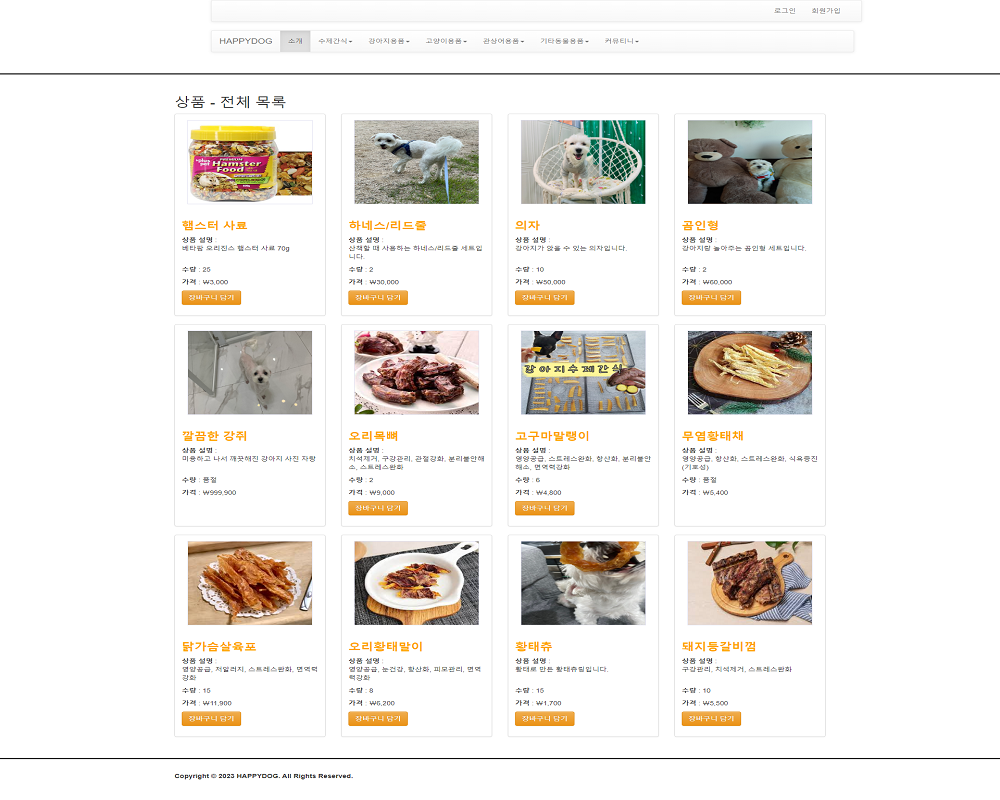 로그인 회원가입
HAPPYDOG 소개 수제간식 강아지용품 고양이용품 관상어용품 기타동물용품 커뮤티니
상품 - 전체 목록
PREMIUM
Hamster
Food
강아지수제간식
햄스터 사료 하네스/리드줄 의자 곰인형
상품 설명 : 상품 설명 : 상품 설명 : 상품 설명 :
베타팜 오리진스 햄스터 사료 70g 산책할 때 사용하는 하네스/리드줄 세트입 강아지가 앉을 수 있는 의자입니다. 강아지랑 놀아주는 곰인형 세트입니다.
니다.
수량 : 25 수량 : 2 수량 : 10 수량 : 2
가격 : ₩3,000 가격 : ₩30,000 가격 : ₩50,000 가격 : ₩60,000
장바구니 담기 장바구니 담기 장바구니 담기 장바구니 담기
깔끔한 강쥐 오리목뼈 고구마말랭이 무염황태채
상품 설명 : 상품 설명 : 상품 설명 : 상품 설명 :
미용하고 나서 깨끗해진 강아지 사진 자랑 치석제거, 구강관리, 관절강화, 분리불안해 영양공급, 스트레스완화, 항산화, 분리불안 영양공급, 항산화, 스트레스완화, 식욕증진
소, 스트레스완화 해소, 면역력강화 (기호성)
수량 : 품절 수량 : 2 수량 : 6 수량 : 품절
가격 : ₩999,900 가격 : ₩9,000 가격 : ₩4,800 가격 : ₩5,400
장바구니 담기 장바구니 담기
닭가슴살육포 오리황태말이 황태츄 돼지통갈비껌
상품 설명 : 상품 설명 : 상품 설명 : 상품 설명 :
영양공급, 저알러지, 스트레스완화, 면역력 영양공급, 눈건강, 항산화, 피모관리, 면역 황태로 만든 황태츄링입니다. 구강관리, 치석제거, 스트레스완화
강화 력강화
수량 : 15 수량 : 8 수량 : 15 수량 : 10
가격 : ₩11,900 가격 : ₩6,200 가격 : ₩1,700 가격 : ₩5,500
장바구니 담기 장바구니 담기 장바구니 담기 장바구니 담기
Copyright © 2023 HAPPYDOG. All Rights Reserved.